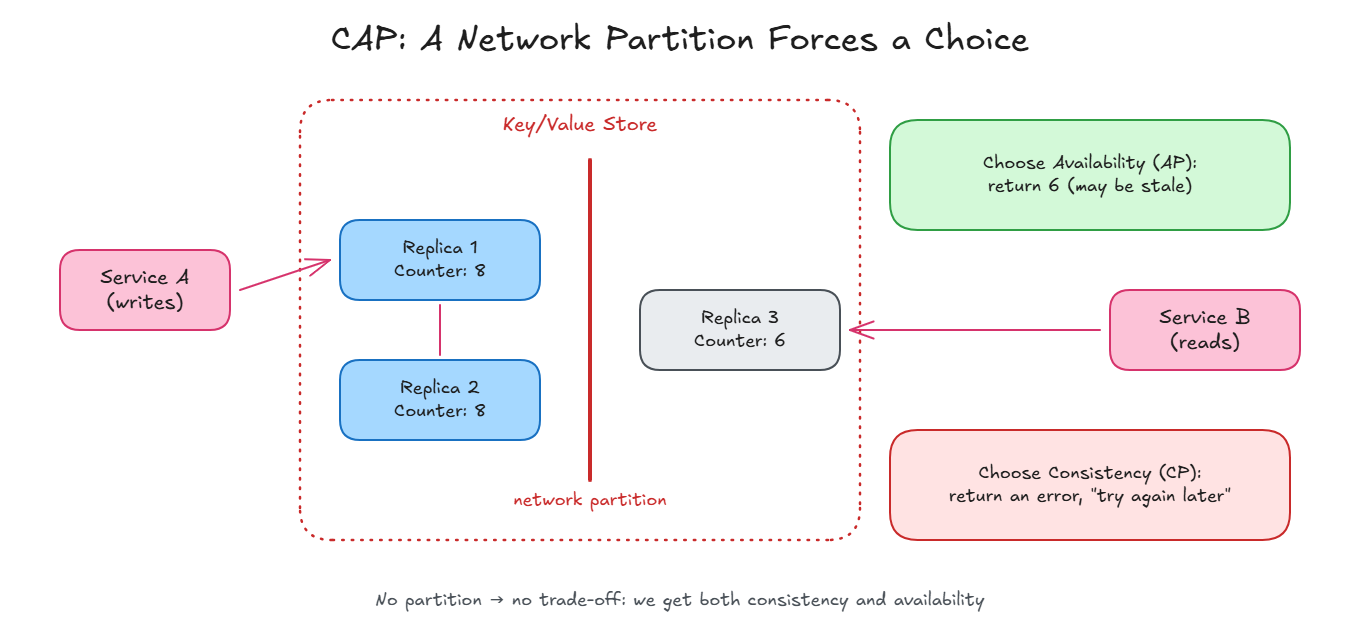 CAP: A Network Partition Forces a Choice
Key/Value Store
Choose Availability (AP):
return 6 (may be stale)
Replica 1
Counter: 8
Service A
(writes)
Replica 3
Counter: 6
Service B
(reads)
Replica 2
Counter: 8
Choose Consistency (CP):
return an error, "try again later"
network partition
No partition → no trade-off: we get both consistency and availability